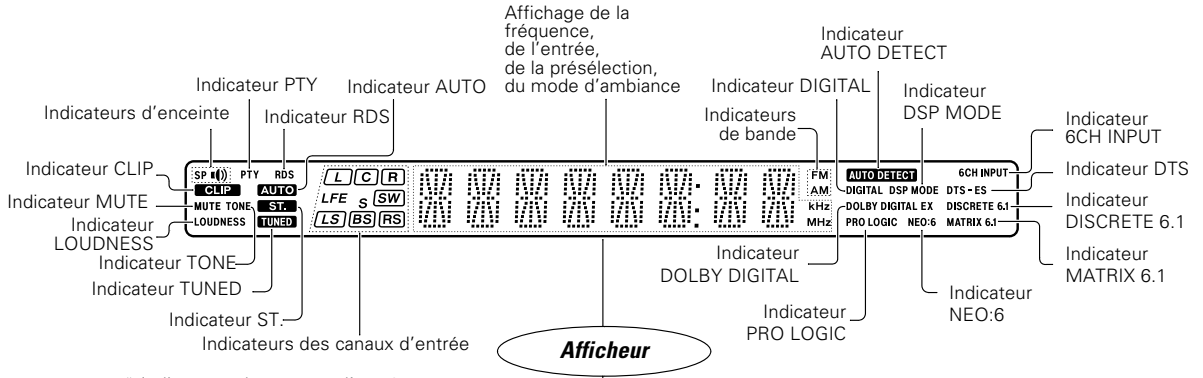 Affichage de la
fréquence,
de l'entrée,
de la présélection,
du mode d'ambiance
Indicateur
AUTO DETECT
Indicateur PTY
Indicateur AUTO
Indicateur DIGITAL
Indicateur
DSP MODE
Indicateurs d'enceinte
Indicateur RDS
Indicateurs
de bande
Indicateur
6CH INPUT
Indicateur CLIP
Indicateur DTS
Indicateur MUTE
Indicateur
LOUDNESS
Indicateur
DISCRETE 6.1
SP PTY RDS
CLIP AUTO
MUTE TONE ST.
LOUDNESS TUNED
L C R
LFE S SW
LS BS RS
FM
AM
kHz
MHz
AUTO DETECT 6CH INPUT
DIGITAL DSP MODE DTS-ES
DOLBY DIGITAL EX DISCRETE 6.1
PRO LOGIC NEO:6 MATRIX 6.1
Indicateur TONE
Indicateur
DOLBY DIGITAL
Indicateur
MATRIX 6.1
Indicateur TUNED
Indicateur
NEO:6
Indicateur ST.
Indicateur
PRO LOGIC
Indicateurs des canaux d'entrée
Afficheur